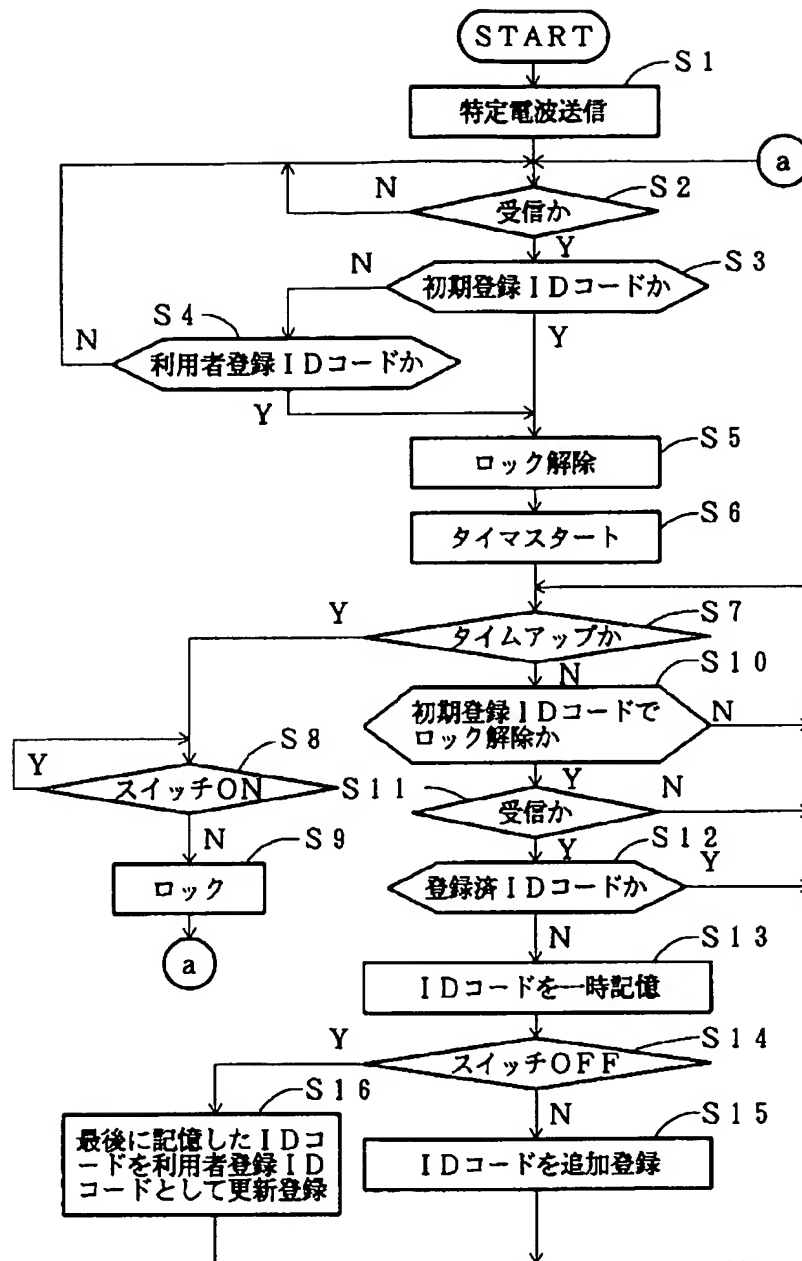 START
S1
特定電波送信
a
N
S2
受信か
Y
N
S3
初期登録IDコードか
S4
Y
N
利用者登録IDコードか
Y
S5
ロック解除
S6
タイマスタート
Y
S7
タイムアップか
N
S10
初期登録IDコードで
ロック解除か
N
S8
Y
スイッチON
Y
S11
受信か
N
N
S9
Y
S12
Y
ロック
登録済IDコードか
N
a
S13
IDコードを一時記憶
Y
S14
スイッチOFF
S16
N
S15
最後に記憶したIDコ
ードを利用者登録ID
コードとして更新登録
IDコードを追加登録